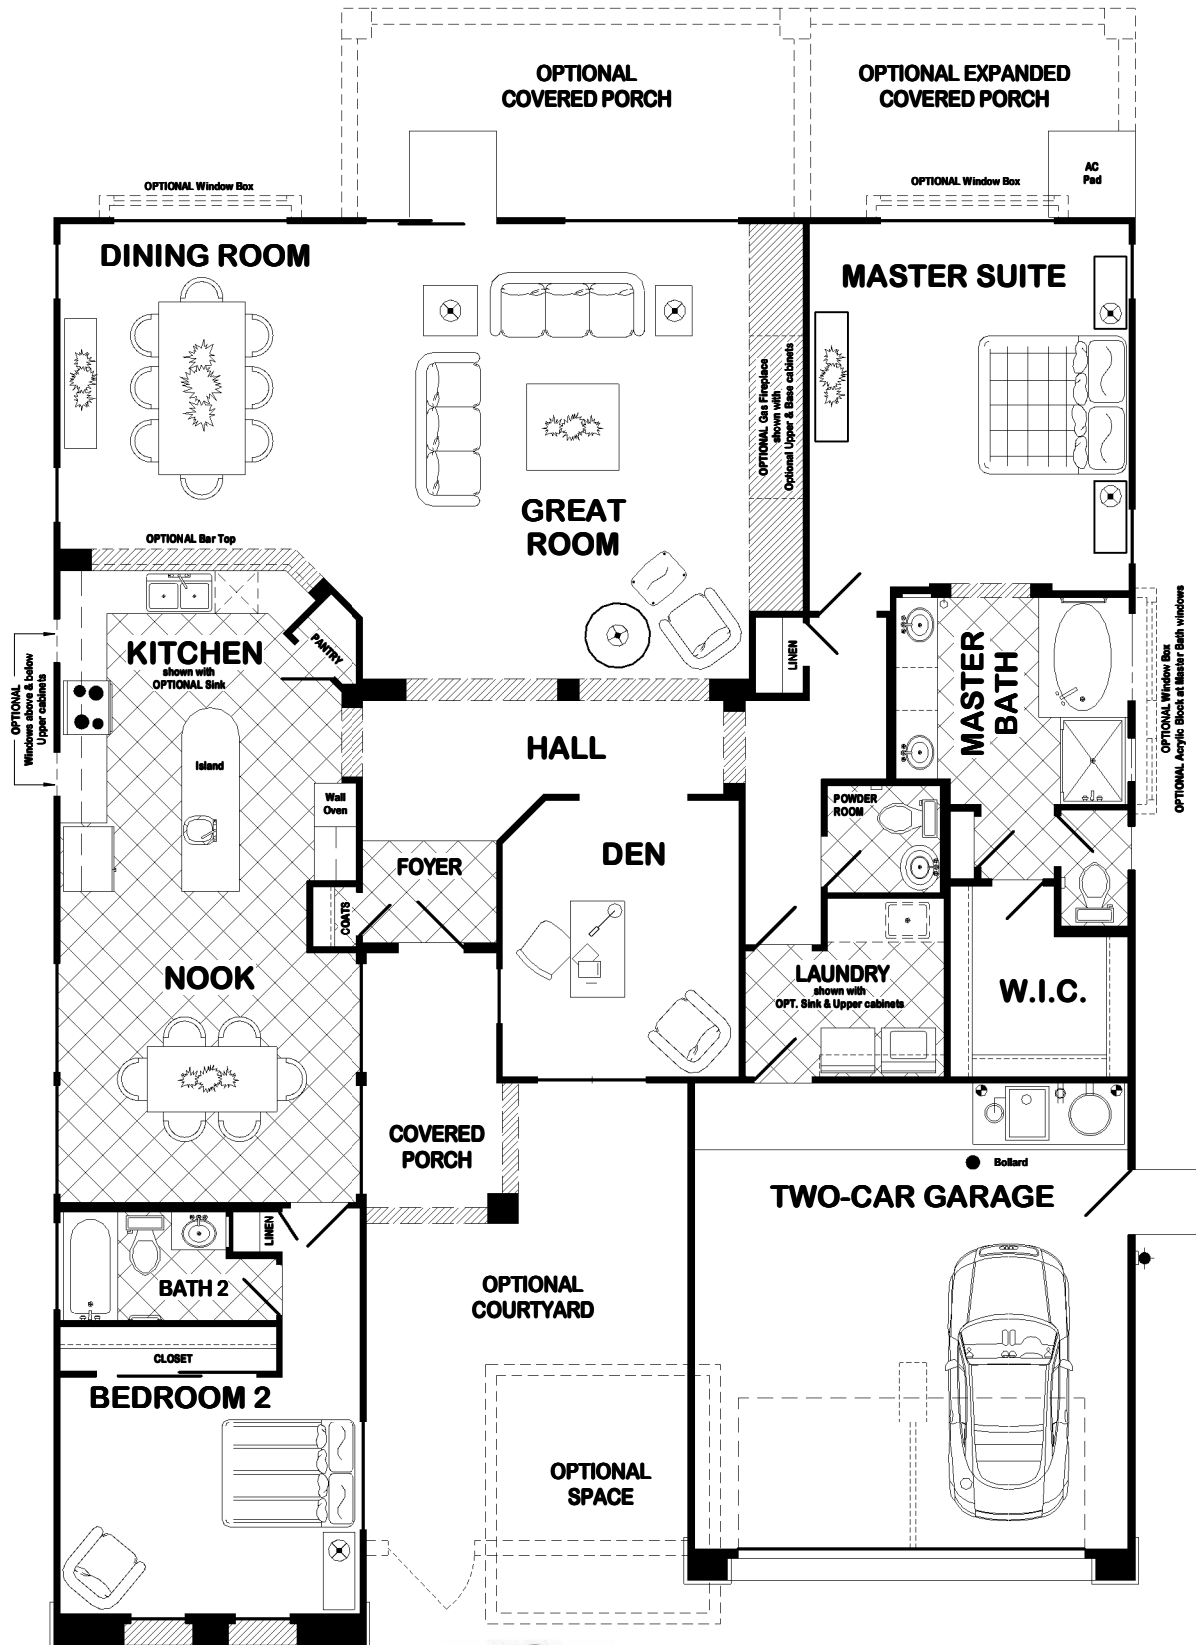 OPTIONAL
COVERED PORCH
OPTIONAL EXPANDED
COVERED PORCH
AC
Pad
OPTIONAL Window Box
OPTIONAL Window Box
DINING ROOM
MASTER SUITE
OPTIONAL Gas Fireplace
shown with
Optional Upper & Base cabinets
GREAT
ROOM
OPTIONAL Bar Top
KITCHEN
shown with
OPTIONAL Sink
PANTRY
LINEN
MASTER
BATH
OPTIONAL Window Box
OPTIONAL Acrylic Block at Master Bath windows
OPTIONAL
Windows above & below
Upper cabinets
HALL
Island
Wall
Oven
POWDER
ROOM
DEN
FOYER
COATS
NOOK
LAUNDRY
shown with
OPT. Sink & Upper cabinets
W.I.C.
COVERED
PORCH
Bollard
TWO-CAR GARAGE
LINEN
BATH 2
OPTIONAL
COURTYARD
CLOSET
BEDROOM 2
OPTIONAL
SPACE